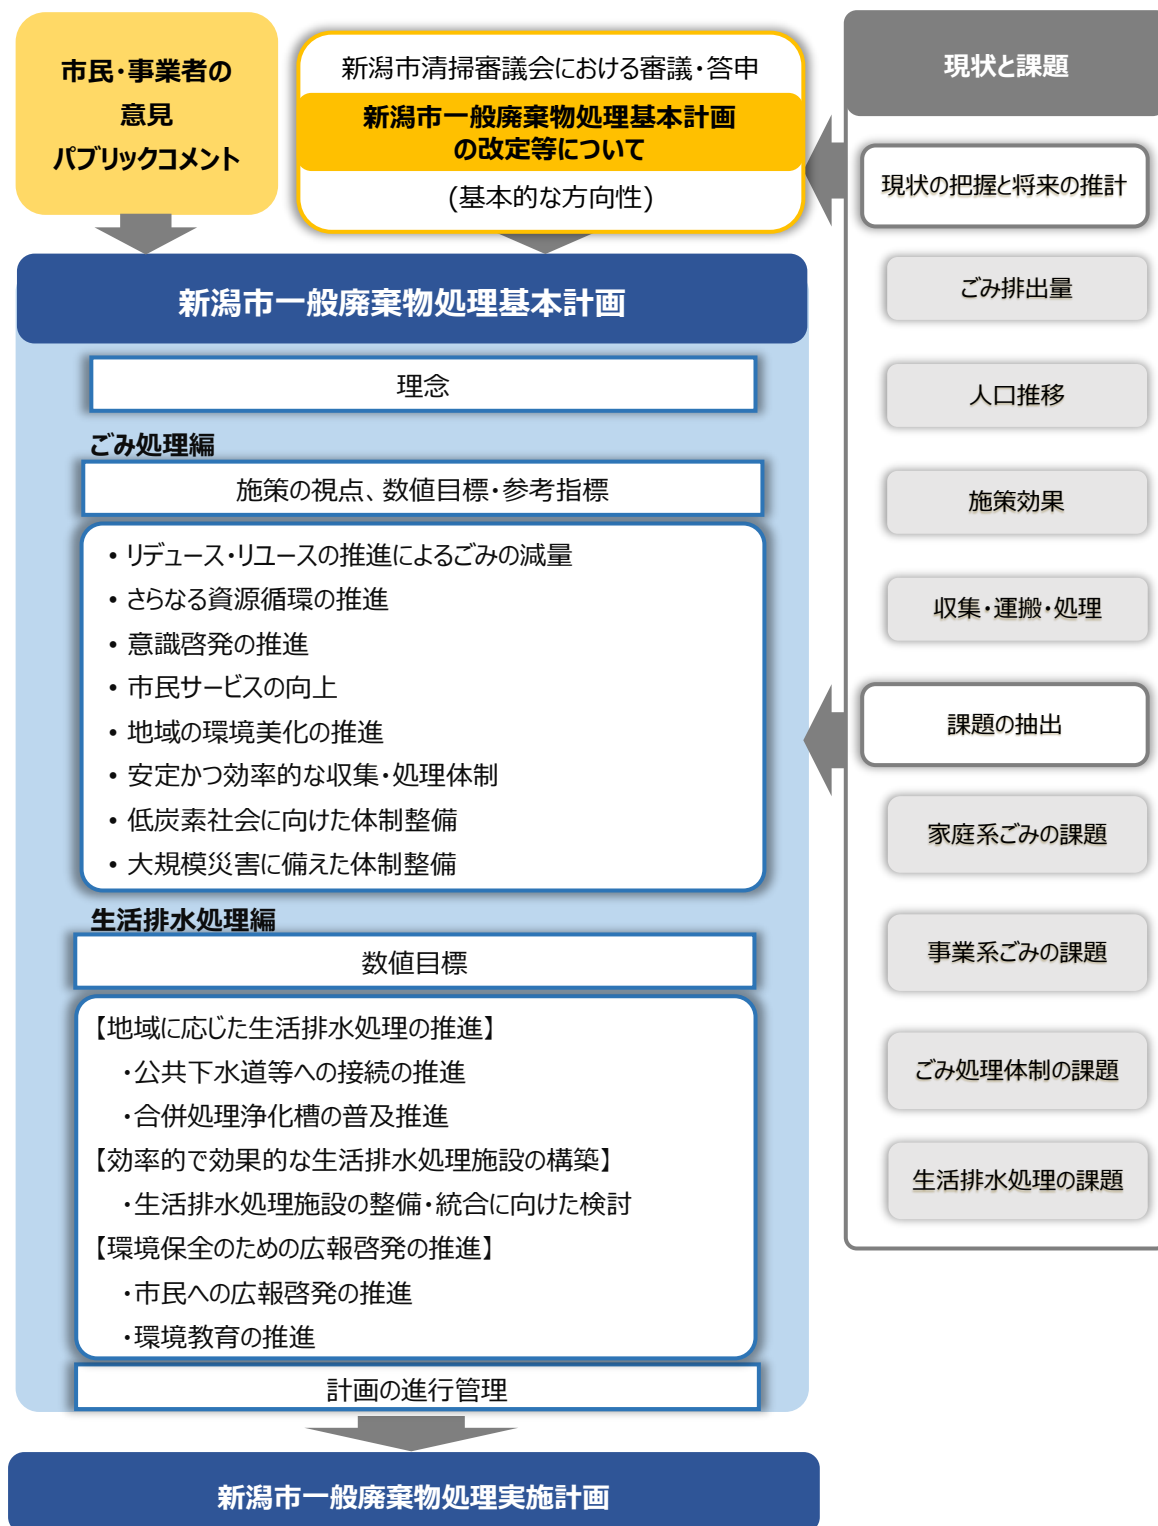 市民・事業者の
意見
パブリックコメント
新潟市清掃審議会における審議・答申
新潟市一般廃棄物処理基本計画
の改定等について
(基本的な方向性)
新潟市一般廃棄物処理基本計画
理念
ごみ処理編
施策の視点、数値目標・参考指標
• リデュース・リユースの推進によるごみの減量
• さらなる資源循環の推進
• 意識啓発の推進
• 市民サービスの向上
• 地域の環境美化の推進
• 安定かつ効率的な収集・処理体制
• 低炭素社会に向けた体制整備
• 大規模災害に備えた体制整備
生活排水処理編
数値目標
【地域に応じた生活排水処理の推進】
・公共下水道等への接続の推進
・合併処理浄化槽の普及推進
【効率的で効果的な生活排水処理施設の構築】
・生活排水処理施設の整備・統合に向けた検討
【環境保全のための広報啓発の推進】
・市民への広報啓発の推進
・環境教育の推進
計画の進行管理
新潟市一般廃棄物処理実施計画
現状と課題
現状の把握と将来の推計
ごみ排出量
人口推移
施策効果
収集・運搬・処理
課題の抽出
家庭系ごみの課題
事業系ごみの課題
ごみ処理体制の課題
生活排水処理の課題